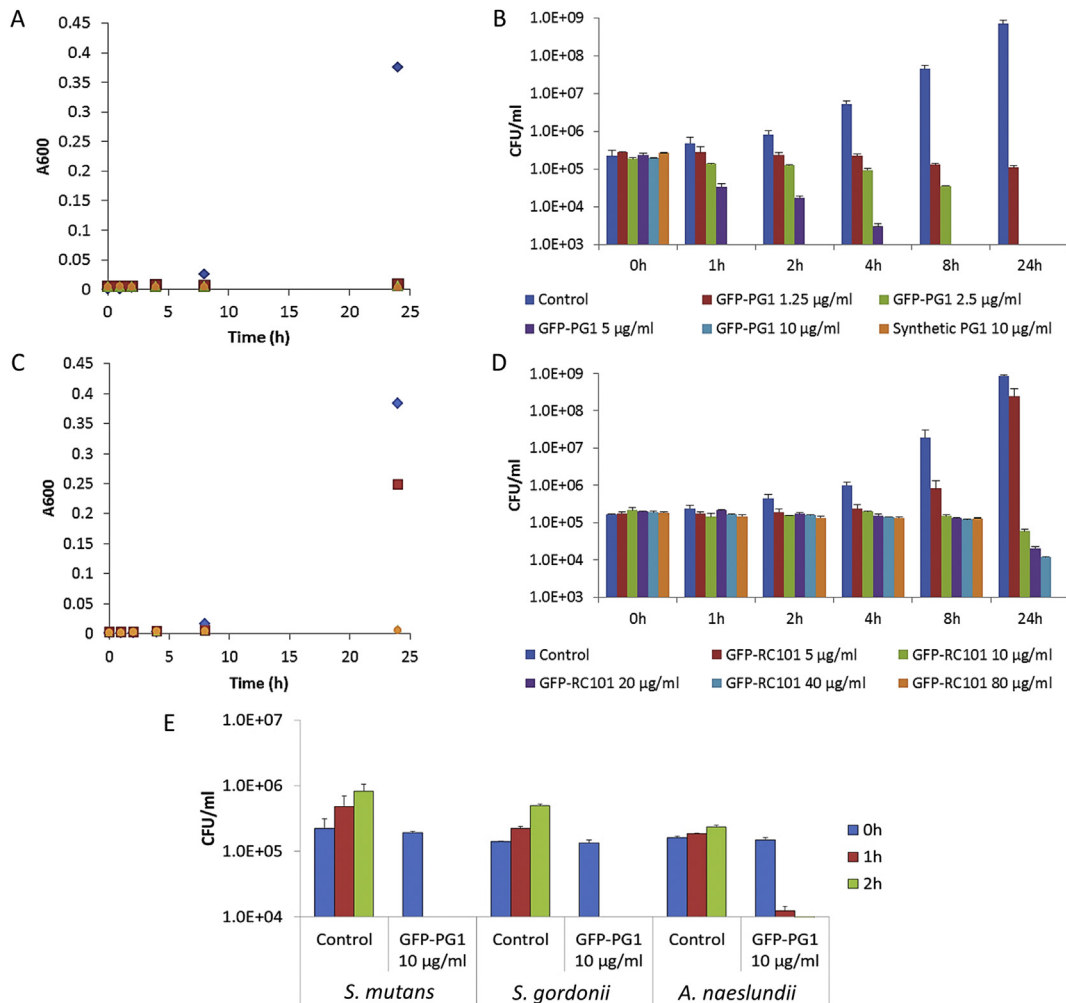 A
0.45
0.4
0.35
0.3
0.25
0.2
0.15
0.1
0.05
0
A600
0 5 10 15 20 25
Time (h)
B
1.0E+09
1.0E+08
1.0E+07
1.0E+06
1.0E+05
1.0E+04
1.0E+03
CFU/ml
0h 1h 2h 4h 8h 24h
Control GFP-PG1 1.25 µg/ml GFP-PG1 2.5 µg/ml
GFP-PG1 5 µg/ml GFP-PG1 10 µg/ml Synthetic PG1 10 µg/ml
C
0.45
0.4
0.35
0.3
0.25
0.2
0.15
0.1
0.05
0
A600
0 5 10 15 20 25
Time (h)
D
1.0E+09
1.0E+08
1.0E+07
1.0E+06
1.0E+05
1.0E+04
1.0E+03
CFU/ml
0h 1h 2h 4h 8h 24h
Control GFP-RC101 5 µg/ml GFP-RC101 10 µg/ml
GFP-RC101 20 µg/ml GFP-RC101 40 µg/ml GFP-RC101 80 µg/ml
E
1.0E+07
1.0E+06
1.0E+05
1.0E+04
CFU/ml
0h
1h
2h
Control GFP-PG1 Control GFP-PG1 Control GFP-PG1
10 µg/ml 10 µg/ml 10 µg/ml
S. mutans S. gordonii A. naeslundii